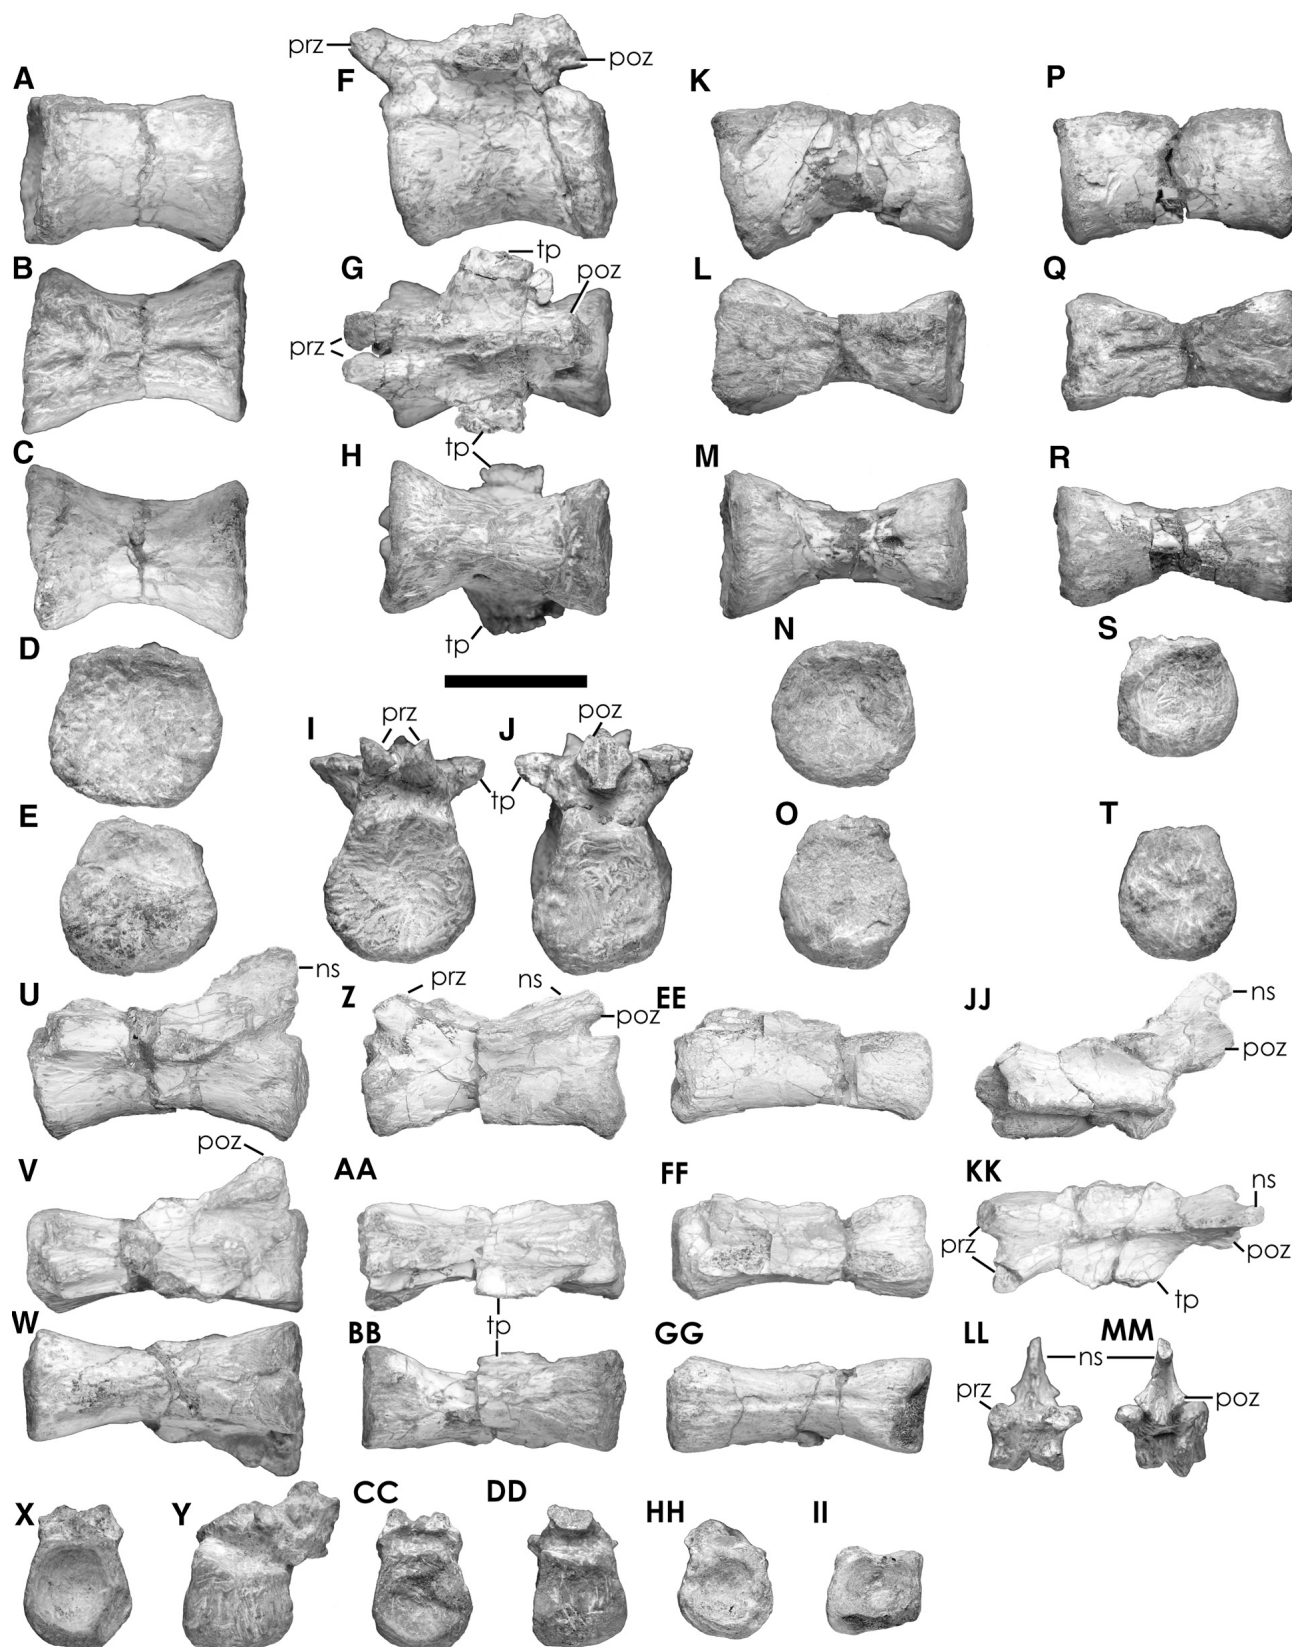 prz
poz
A
F
K
P
tp
B
G
poz
L
Q
prz
tp
C
H
M
R
tp
D
N
S
I
prz
J
poz
tp
E
O
T
ns
prz
ns
U
Z
poz
EE
JJ
ns
poz
poz
V
AA
FF
KK
ns
prz
poz
tp
W
tp
BB
GG
LL
MM
ns
prz
poz
X
Y
CC
DD
HH
II